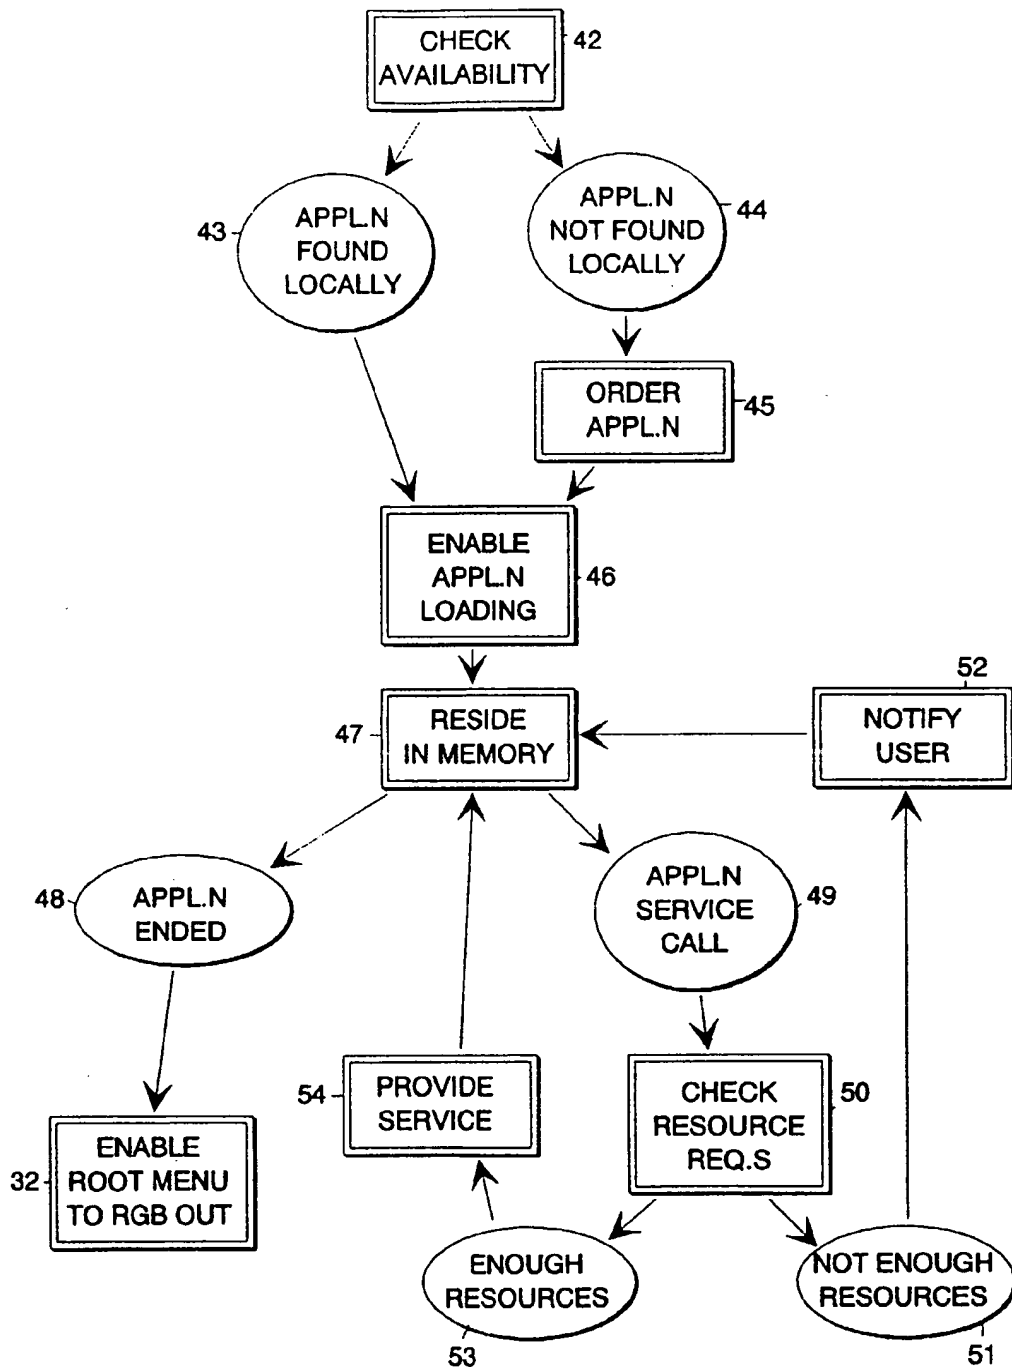 CHECK
AVAILABILITY
42
APPL.N
FOUND
LOCALLY
43
APPL.N
NOT FOUND
LOCALLY
44
ORDER
APPL.N
45
ENABLE
APPL.N
LOADING
46
RESIDE
IN MEMORY
47
52
NOTIFY
USER
48
APPL.N
ENDED
APPL.N
SERVICE
CALL
49
54
PROVIDE
SERVICE
CHECK
RESOURCE
REQ.S
50
32
ENABLE
ROOT MENU
TO RGB OUT
ENOUGH
RESOURCES
53
NOT ENOUGH
RESOURCES
51